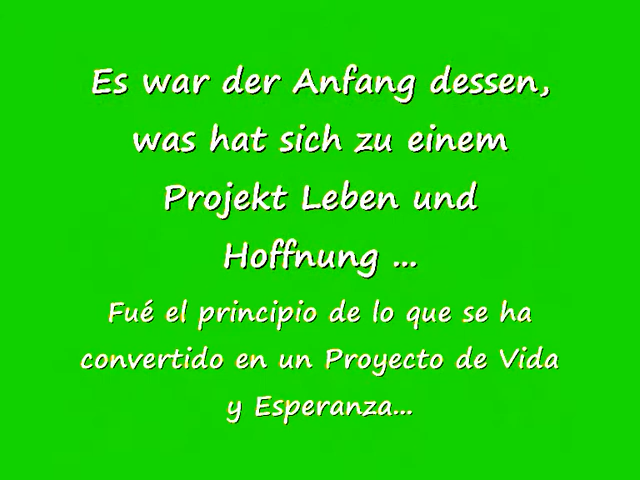 Es war der Anfang dessen,
was hat sich zu einem
Projekt Leben und
Hoffnung ...
Fué el principio de lo que se ha
convertido en un Proyecto de Vida
y Esperanza...